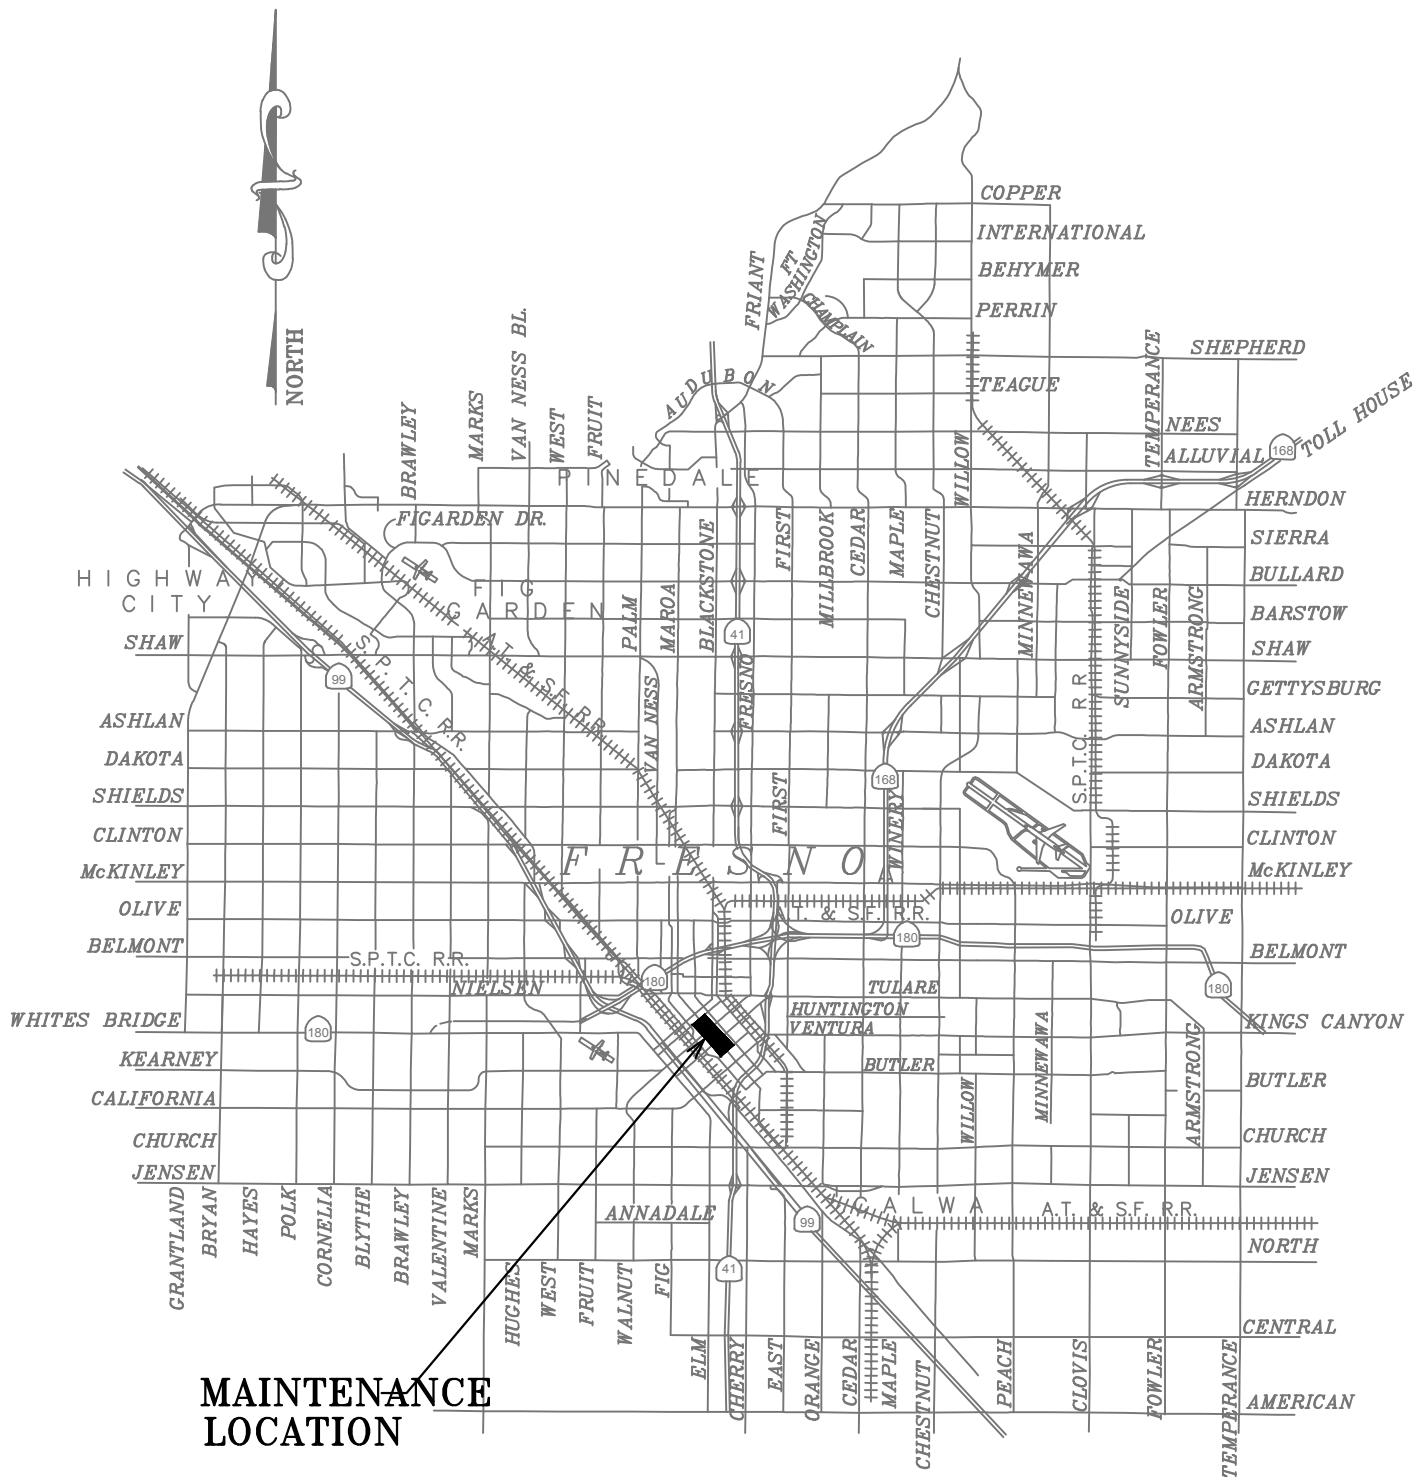 NORTH
COPPER
INTERNATIONAL
BEHYMER
PERRIN
FRIANT
FT
WASHINGTON
CHAMPLAIN
SHEPHERD
TEAGUE
NEES
ALLUVIAL
168
TOLL HOUSE
HERNDON
TEMPERANCE
WILLOW
AUDUBON
BRAWLEY
MARKS
VAN NESS BL.
WEST
FRUIT
PINEDALE
FIGARDEN DR.
HIGHWAY
CITY
FIG
GARDEN
PALM
MAROA
BLACKSTONE
FIRST
MILLBROOK
CEDAR
MAPLE
CHESTNUT
MINNEWAWA
SUNNYSIDE
FOWLER
ARMSTRONG
SIERRA
BULLARD
BARSTOW
SHAW
GETTYSBURG
ASHLAN
DAKOTA
SHIELDS
CLINTON
McKINLEY
OLIVE
BELMONT
KINGS CANYON
BUTLER
CHURCH
JENSEN
NORTH
CENTRAL
AMERICAN
SHAW
ASHLAN
DAKOTA
SHIELDS
CLINTON
McKINLEY
OLIVE
BELMONT
WHITES BRIDGE
KEARNEY
CALIFORNIA
CHURCH
JENSEN
99
S. P. T. C. R.R.
A.T. & S.F. R.R.
41
FRESNO
VAN NESS
FIRST
168
WINERY
S.P.T.C. R R
FRESNO
A.T. & S.F. R.R.
180
180
180
180
S.P.T.C. R.R.
NIELSEN
TULARE
HUNTINGTON
VENTURA
BUTLER
WILLOW
MINNEWAWA
ARMSTRONG
CALWA
A.T. & S.F. R.R.
99
41
ANNADALE
GRANTLAND
BRYAN
HAYES
POLK
CORNELIA
BLYTHE
BRAWLEY
VALENTINE
MARKS
HUGHES
WEST
FRUIT
WALNUT
FIG
ELM
CHERRY
EAST
ORANGE
CEDAR
MAPLE
CHESTNUT
PEACH
CLOVIS
FOWLER
TEMPERANCE
MAINTENANCE
LOCATION